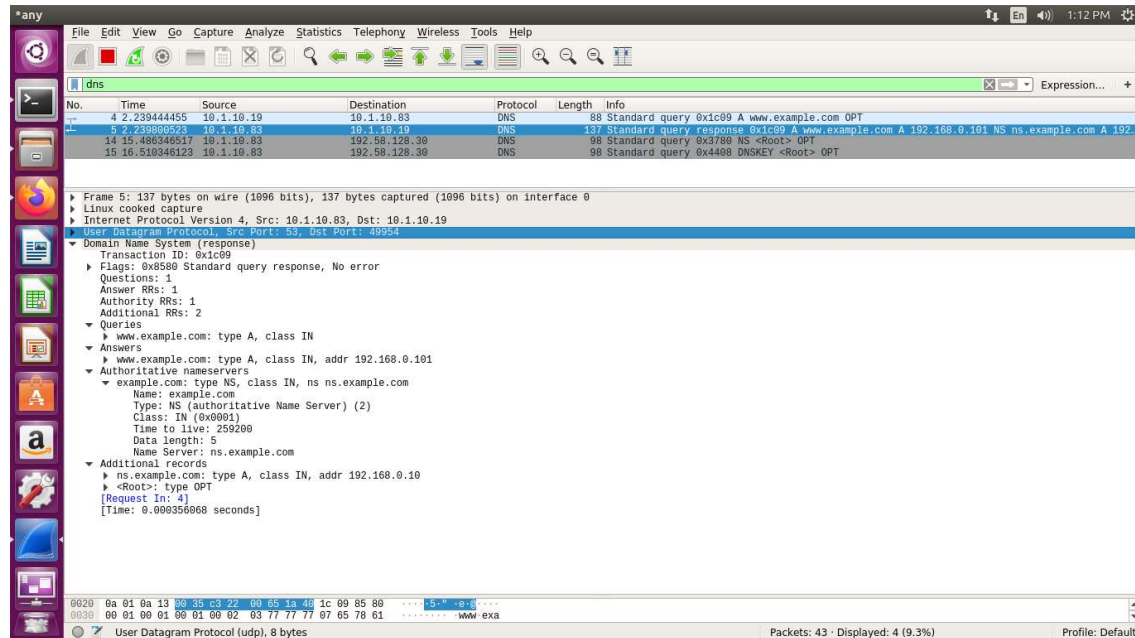 *any
En
1:12 PM
File Edit View Go Capture Analyze Statistics Telephony Wireless Tools Help
dns
Expression... +
No. Time Source Destination Protocol Length Info
4 2.239444455 10.1.10.19 10.1.10.83 DNS 88 Standard query 0x1c09 A www.example.com OPT
5 2.239800523 10.1.10.83 10.1.10.19 DNS 137 Standard query response 0x1c09 A www.example.com A 192.168.0.101 NS ns.example.com A 192...
14 15.486346517 10.1.10.83 192.58.128.30 DNS 98 Standard query 0x3780 NS <Root> OPT
15 16.510346123 10.1.10.83 192.58.128.30 DNS 98 Standard query 0x4408 DNSKEY <Root> OPT
Frame 5: 137 bytes on wire (1096 bits), 137 bytes captured (1096 bits) on interface 0
Linux cooked capture
Internet Protocol Version 4, Src: 10.1.10.83, Dst: 10.1.10.19
User Datagram Protocol, Src Port: 53, Dst Port: 49954
Domain Name System (response)
Transaction ID: 0x1c09
Flags: 0x8580 Standard query response, No error
Questions: 1
Answer RRs: 1
Authority RRs: 1
Additional RRs: 2
Queries
www.example.com: type A, class IN
Answers
www.example.com: type A, class IN, addr 192.168.0.101
Authoritative nameservers
example.com: type NS, class IN, ns ns.example.com
Name: example.com
Type: NS (authoritative Name Server) (2)
Class: IN (0x0001)
Time to live: 259200
Data length: 5
Name Server: ns.example.com
Additional records
ns.example.com: type A, class IN, addr 192.168.0.10
<Root>: type OPT
[Request In: 4]
[Time: 0.000356068 seconds]
0020 0a 01 0a 13 00 35 c3 22 00 65 1a 40 1c 09 85 80 ·····5·" ·e·@····
0030 00 01 00 01 00 01 00 02 03 77 77 77 07 65 78 61 ········ ·www·exa
User Datagram Protocol (udp), 8 bytes
Packets: 43 · Displayed: 4 (9.3%)
Profile: Default